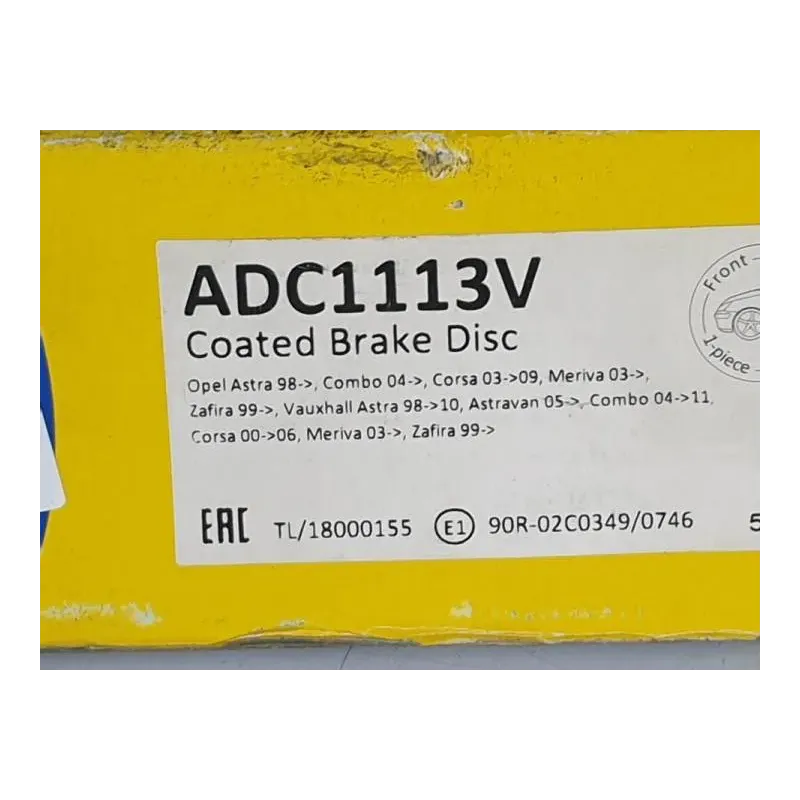 ADC1113V
Coated Brake Disc
Opel Astra 98->, Combo 04->, Corsa 03->09, Meriva 03->,
Zafira 99->, Vauxhall Astra 98->10, Astravan 05->, Combo 04->11,
Corsa 00->06, Meriva 03->, Zafira 99->
EAC TL/18000155 E1 90R-02C0349/0746 5
Front
1-piece